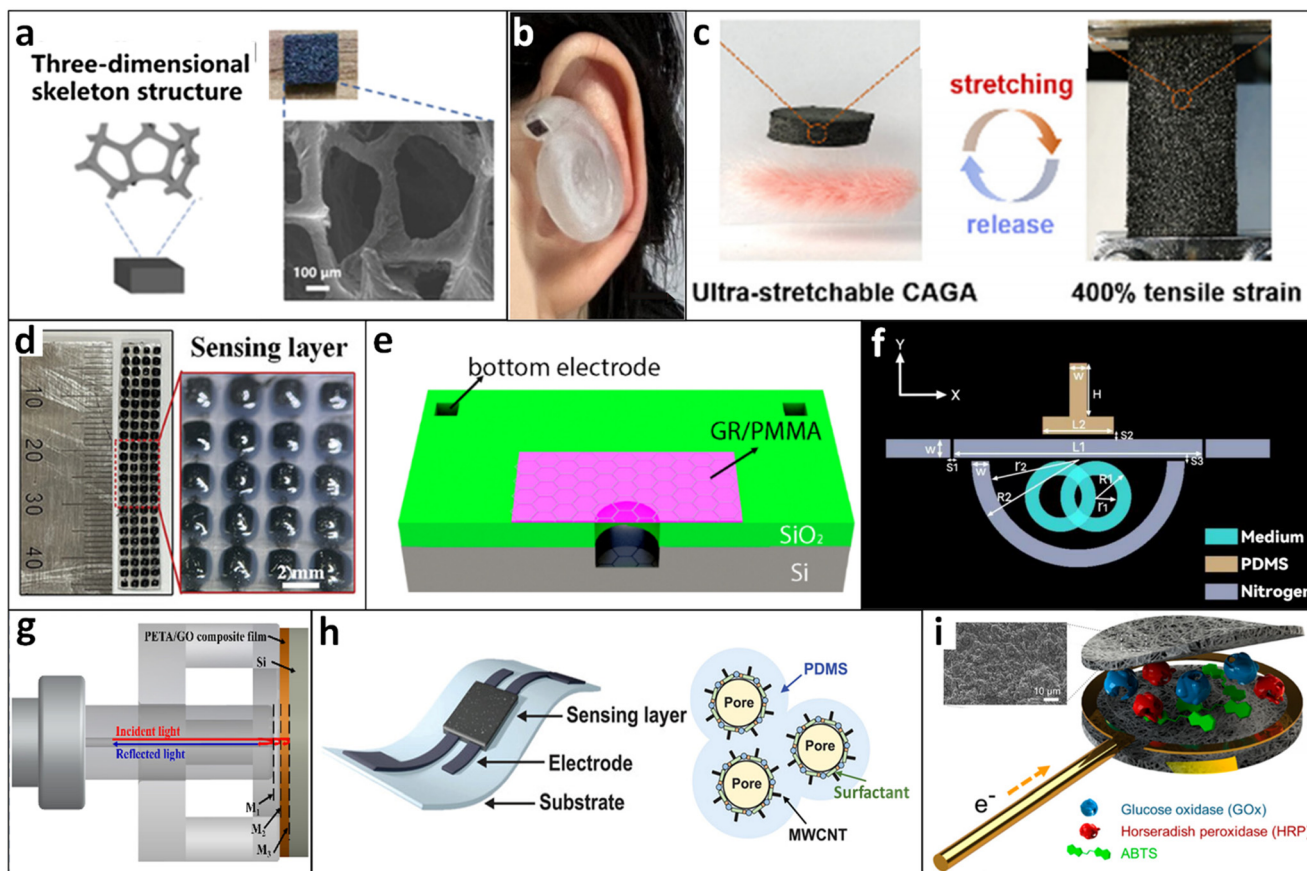 a
Three-dimensional
skeleton structure
100 μm
b
c
stretching
release
Ultra-stretchable CAGA
400% tensile strain
d
Sensing layer
10
20
30
40
2 mm
e
bottom electrode
GR/PMMA
SiO₂
Si
f
Y
X
W
H
L2
S2
W
L1
S1
S3
W
r2
R2
R1
r1
Medium
PDMS
Nitrogen
g
PETA/GO composite film
Si
Incident light
Reflected light
M₁
M₂
M₃
h
Sensing layer
Electrode
Substrate
PDMS
Pore
Pore
Pore
Surfactant
MWCNT
i
10 μm
e⁻
Glucose oxidase (GOx)
Horseradish peroxidase (HRP)
ABTS